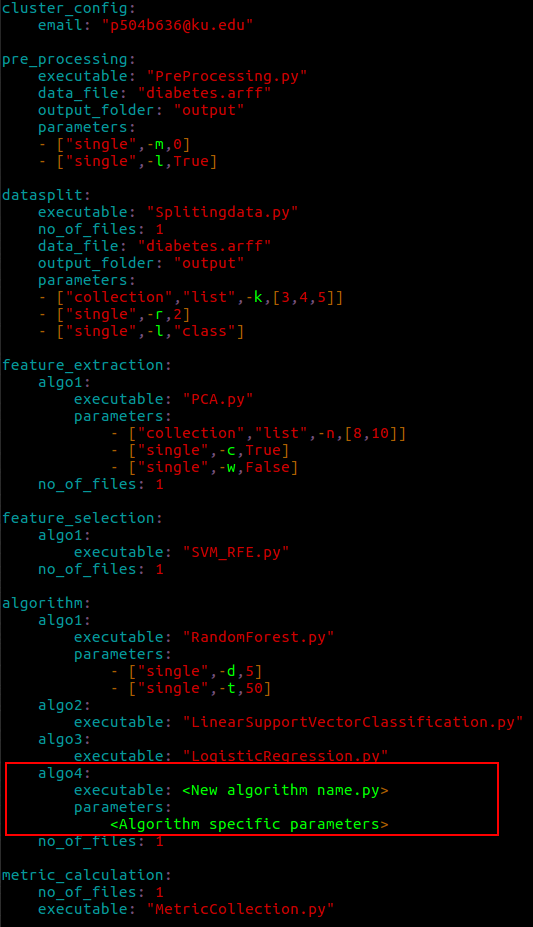 cluster_config:
    email: "p504b636@ku.edu"

pre_processing:
    executable: "PreProcessing.py"
    data_file: "diabetes.arff"
    output_folder: "output"
    parameters:
    - ["single",-m,0]
    - ["single",-l,True]

datasplit:
    executable: "Splitingdata.py"
    no_of_files: 1
    data_file: "diabetes.arff"
    output_folder: "output"
    parameters:
    - ["collection","list",-k,[3,4,5]]
    - ["single",-r,2]
    - ["single",-l,"class"]

feature_extraction:
    algo1:
        executable: "PCA.py"
        parameters:
            - ["collection","list",-n,[8,10]]
            - ["single",-c,True]
            - ["single",-w,False]
    no_of_files: 1

feature_selection:
    algo1:
        executable: "SVM_RFE.py"
    no_of_files: 1

algorithm:
    algo1:
        executable: "RandomForest.py"
        parameters:
            - ["single",-d,5]
            - ["single",-t,50]
    algo2:
        executable: "LinearSupportVectorClassification.py"
    algo3:
        executable: "LogisticRegression.py"
    algo4:
        executable: <New algorithm name.py>
        parameters:
            <Algorithm specific parameters>
    no_of_files: 1

metric_calculation:
    no_of_files: 1
    executable: "MetricCollection.py"